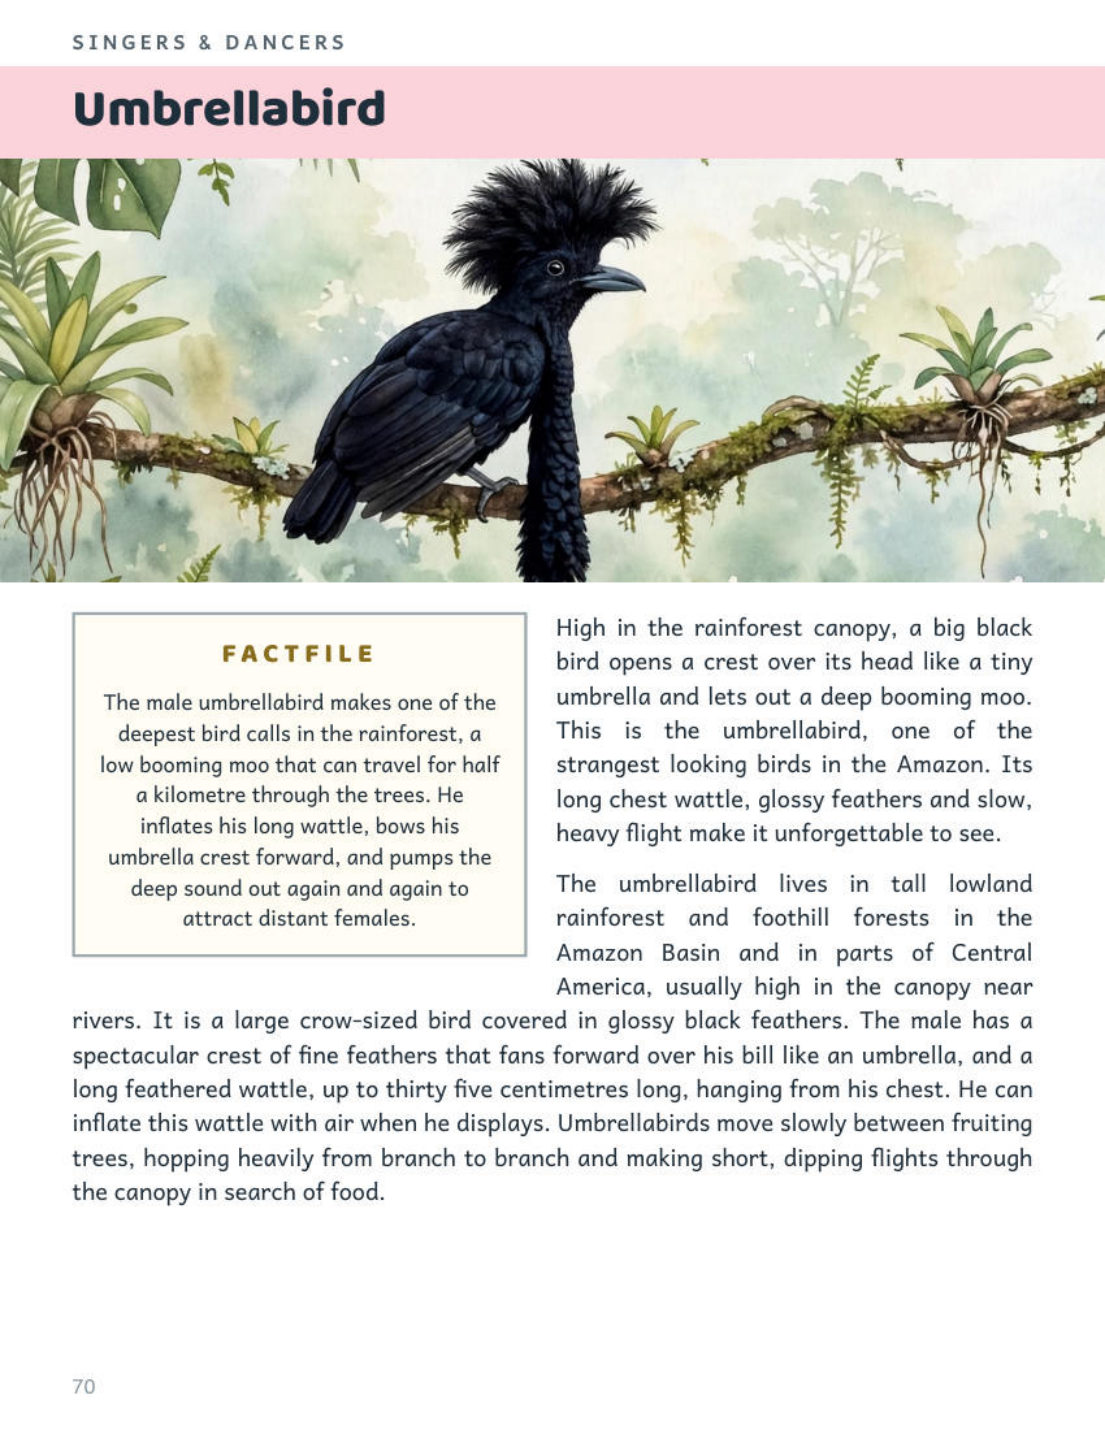 SINGERS & DANCERS
Umbrellabird
FACTFILE
The male umbrellabird makes one of the
deepest bird calls in the rainforest, a
low booming moo that can travel for half
a kilometre through the trees. He
inflates his long wattle, bows his
umbrella crest forward, and pumps the
deep sound out again and again to
attract distant females.
High in the rainforest canopy, a big black
bird opens a crest over its head like a tiny
umbrella and lets out a deep booming moo.
This is the umbrellabird, one of the
strangest looking birds in the Amazon. Its
long chest wattle, glossy feathers and slow,
heavy flight make it unforgettable to see.
The umbrellabird lives in tall lowland
rainforest and foothill forests in the
Amazon Basin and in parts of Central
America, usually high in the canopy near
rivers. It is a large crow-sized bird covered in glossy black feathers. The male has a
spectacular crest of fine feathers that fans forward over his bill like an umbrella, and a
long feathered wattle, up to thirty five centimetres long, hanging from his chest. He can
inflate this wattle with air when he displays. Umbrellabirds move slowly between fruiting
trees, hopping heavily from branch to branch and making short, dipping flights through
the canopy in search of food.
70